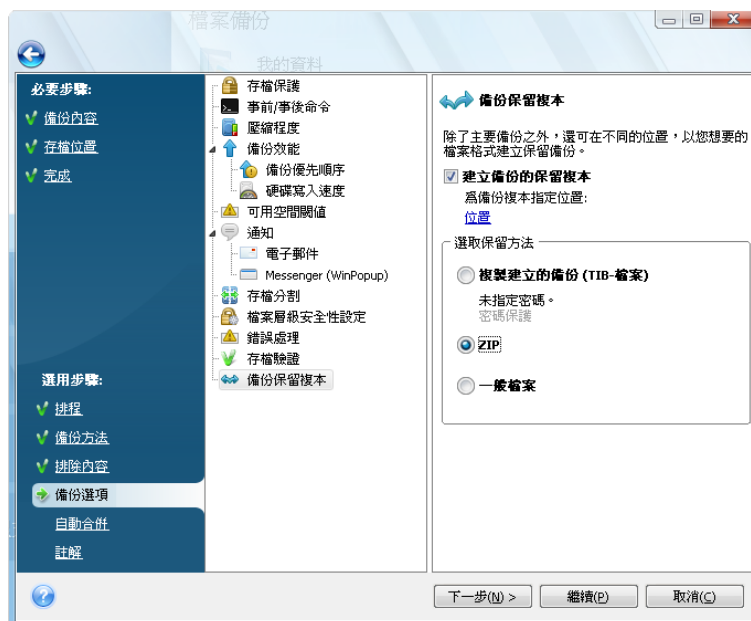 檔案備份
我的資料
必要步驟:
備份內容
存檔位置
完成
選用步驟:
排程
備份方法
排除內容
備份選項
自動合併
註解
存檔保護
事前/事後命令
壓縮程度
備份效能
備份優先順序
硬碟寫入速度
可用空間閾值
通知
電子郵件
Messenger (WinPopup)
存檔分割
檔案層級安全性設定
錯誤處理
存檔驗證
備份保留複本
備份保留複本
除了主要備份之外，還可在不同的位置，以您想要的
檔案格式建立保留備份。
建立備份的保留複本
為備份複本指定位置:
位置
選取保留方法
複製建立的備份 (TIB-檔案)
未指定密碼。
密碼保護
ZIP
一般檔案
下一步(N) >
繼續(P)
取消(C)